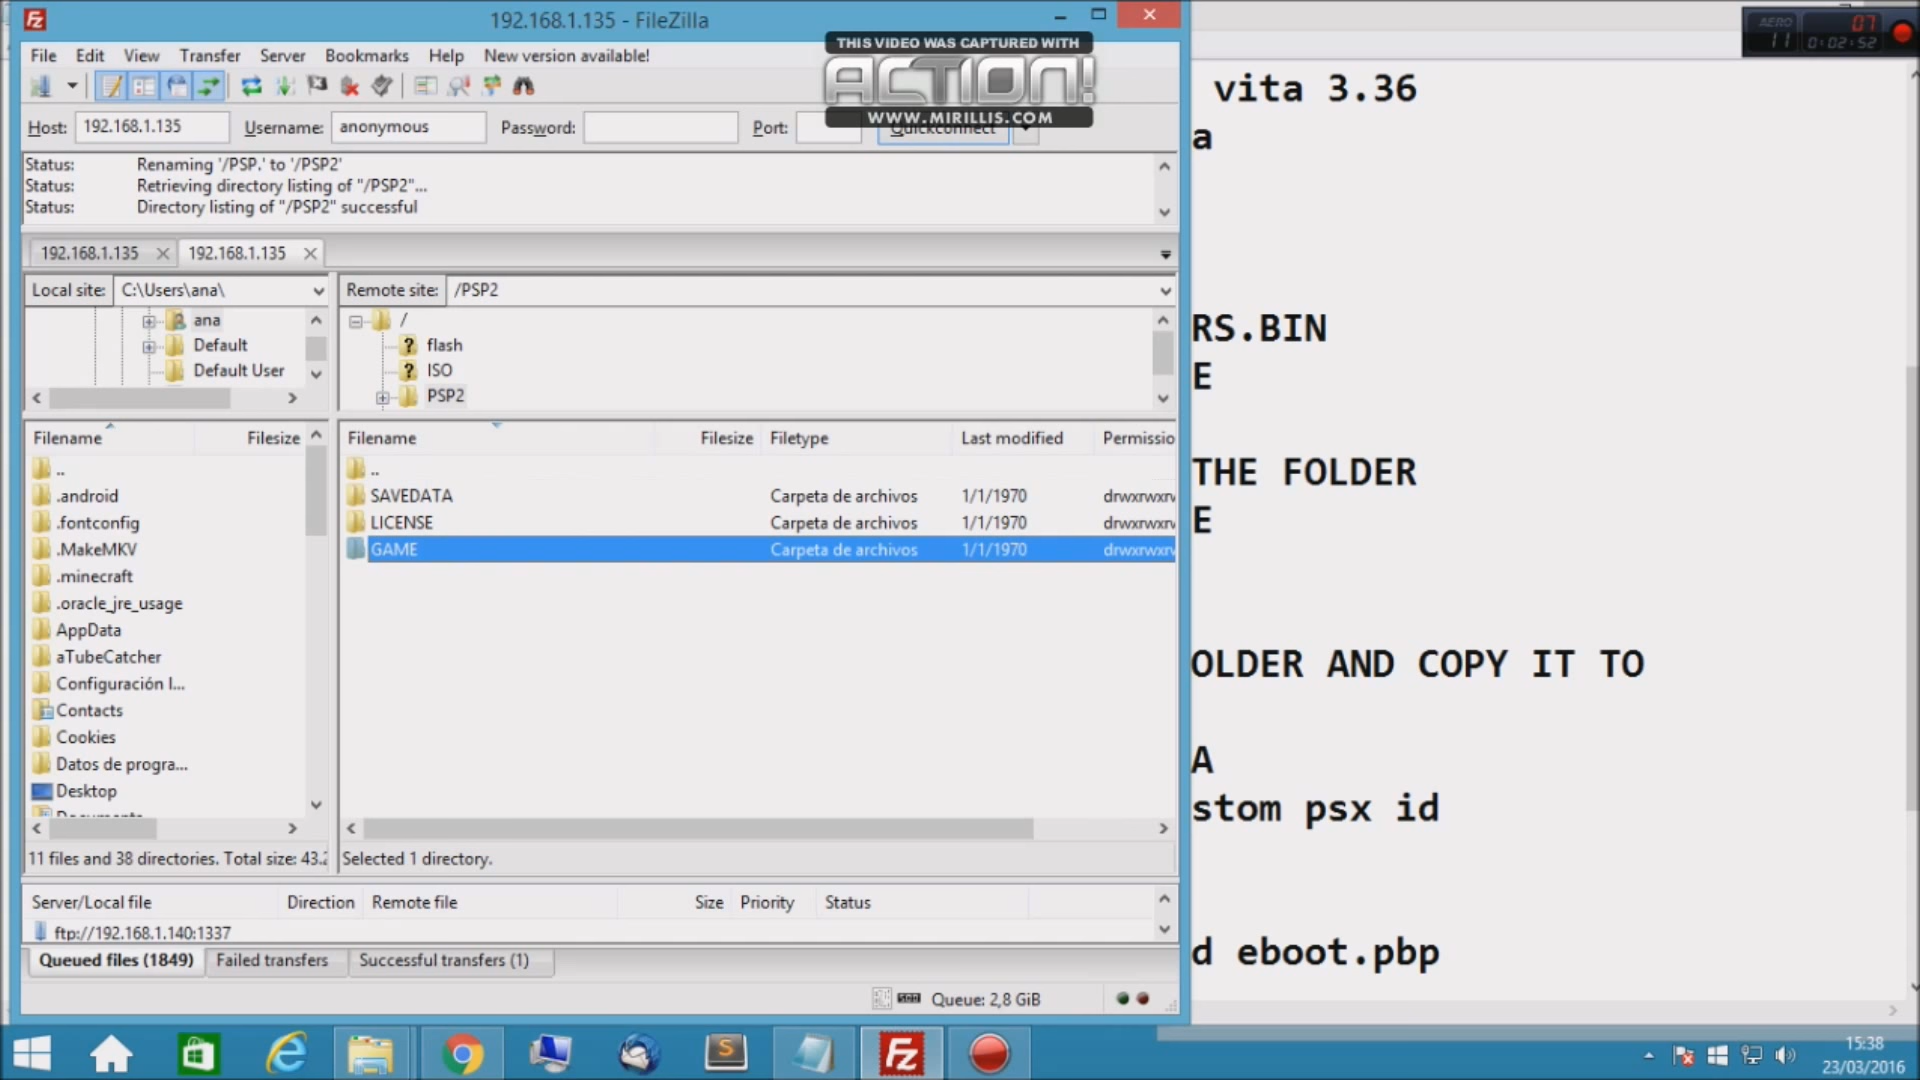 192.168.1.135 - FileZilla
File Edit View Transfer Server Bookmarks Help New version available!
THIS VIDEO WAS CAPTURED WITH
ACTION!
WWW.MIRILLIS.COM
AERO 11 07 0:02:52
Host: 192.168.1.135 Username: anonymous Password: Port: Quickconnect
Status: Renaming '/PSP.' to '/PSP2'
Status: Retrieving directory listing of "/PSP2"...
Status: Directory listing of "/PSP2" successful
192.168.1.135 192.168.1.135
Local site: C:\Users\ana\
ana
Default
Default User
Remote site: /PSP2
/
flash
ISO
PSP2
Filename Filesize
..
.android
.fontconfig
.MakeMKV
.minecraft
.oracle_jre_usage
AppData
aTubeCatcher
Configuración l...
Contacts
Cookies
Datos de progra...
Desktop
11 files and 38 directories. Total size: 43.2
Filename Filesize Filetype Last modified Permissio
..
SAVEDATA Carpeta de archivos 1/1/1970 drwxrwxrw
LICENSE Carpeta de archivos 1/1/1970 drwxrwxrw
GAME Carpeta de archivos 1/1/1970 drwxrwxrw
Selected 1 directory.
Server/Local file Direction Remote file Size Priority Status
ftp://192.168.1.140:1337
Queued files (1849) Failed transfers Successful transfers (1)
Queue: 2,8 GiB
vita 3.36
a
RS.BIN
E
THE FOLDER
E
OLDER AND COPY IT TO
A
stom psx id
d eboot.pbp
15:38
23/03/2016